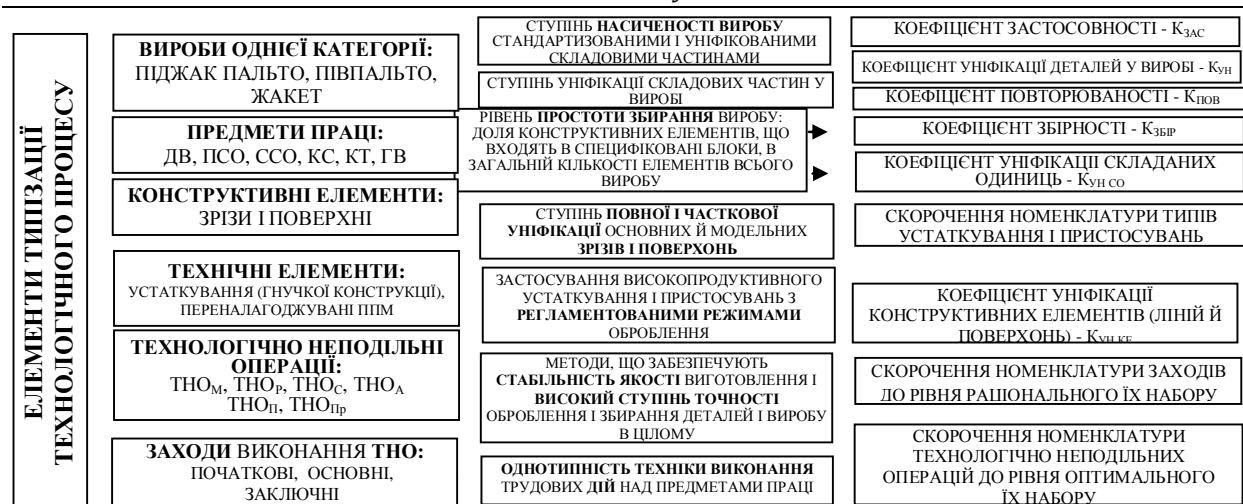 ЕЛЕМЕНТИ ТИПІЗАЦІЇ
ТЕХНОЛОГІЧНОГО ПРОЦЕСУ
ВИРОБИ ОДНІЄЇ КАТЕГОРІЇ:
ПІДЖАК ПАЛЬТО, ПІВПАЛЬТО,
ЖАКЕТ
ПРЕДМЕТИ ПРАЦІ:
ДВ, ПСО, ССО, КС, КТ, ГВ
КОНСТРУКТИВНІ ЕЛЕМЕНТИ:
ЗРІЗИ І ПОВЕРХНІ
ТЕХНІЧНІ ЕЛЕМЕНТИ:
УСТАТКУВАННЯ (ГНУЧКОЇ КОНСТРУКЦІЇ),
ПЕРЕНАЛАГОДЖУВАНІ ППМ
ТЕХНОЛОГІЧНО НЕПОДІЛЬНІ
ОПЕРАЦІЇ:
ТНОМ, ТНОР, ТНОС, ТНОА
ТНОП, ТНОПр
ЗАХОДИ ВИКОНАННЯ ТНО:
ПОЧАТКОВІ, ОСНОВНІ,
ЗАКЛЮЧНІ
СТУПІНЬ НАСИЧЕНОСТІ ВИРОБУ
СТАНДАРТИЗОВАНИМИ І УНІФІКОВАНИМИ
СКЛАДОВИМИ ЧАСТИНАМИ
СТУПІНЬ УНІФІКАЦІЇ СКЛАДОВИХ ЧАСТИН У
ВИРОБІ
РІВЕНЬ ПРОСТОТИ ЗБИРАННЯ ВИРОБУ:
ДОЛЯ КОНСТРУКТИВНИХ ЕЛЕМЕНТІВ, ЩО
ВХОДЯТЬ В СПЕЦИФІКОВАНІ БЛОКИ, В
ЗАГАЛЬНІЙ КІЛЬКОСТІ ЕЛЕМЕНТІВ ВСЬОГО
ВИРОБУ
СТУПІНЬ ПОВНОЇ І ЧАСТКОВОЇ
УНІФІКАЦІЇ ОСНОВНИХ Й МОДЕЛЬНИХ
ЗРІЗІВ І ПОВЕРХОНЬ
ЗАСТОСУВАННЯ ВИСОКОПРОДУКТИВНОГО
УСТАТКУВАННЯ І ПРИСТОСУВАНЬ З
РЕГЛАМЕНТОВАНИМИ РЕЖИМАМИ
ОБРОБЛЕННЯ
МЕТОДИ, ЩО ЗАБЕЗПЕЧУЮТЬ
СТАБІЛЬНІСТЬ ЯКОСТІ ВИГОТОВЛЕННЯ І
ВИСОКИЙ СТУПІНЬ ТОЧНОСТІ
ОБРОБЛЕННЯ І ЗБИРАННЯ ДЕТАЛЕЙ І ВИРОБУ
В ЦІЛОМУ
ОДНОТИПНІСТЬ ТЕХНІКИ ВИКОНАННЯ
ТРУДОВИХ ДІЙ НАД ПРЕДМЕТАМИ ПРАЦІ
КОЕФІЦІЄНТ ЗАСТОСОВНОСТІ - КЗАС
КОЕФІЦІЄНТ УНІФІКАЦІЇ ДЕТАЛЕЙ У ВИРОБІ - КУН
КОЕФІЦІЄНТ ПОВТОРЮВАНОСТІ - КПОВ
КОЕФІЦІЄНТ ЗБІРНОСТІ - КЗБІР
КОЕФІЦІЄНТ УНІФІКАЦІЇ СКЛАДАНИХ
ОДИНИЦЬ - КУН СО
СКОРОЧЕННЯ НОМЕНКЛАТУРИ ТИПІВ
УСТАТКУВАННЯ І ПРИСТОСУВАНЬ
КОЕФІЦІЄНТ УНІФІКАЦІЇ
КОНСТРУКТИВНИХ ЕЛЕМЕНТІВ (ЛІНІЙ Й
ПОВЕРХОНЬ) - КУН КЕ
СКОРОЧЕННЯ НОМЕНКЛАТУРИ ЗАХОДІВ
ДО РІВНЯ РАЦІОНАЛЬНОГО ЇХ НАБОРУ
СКОРОЧЕННЯ НОМЕНКЛАТУРИ
ТЕХНОЛОГІЧНО НЕПОДІЛЬНИХ
ОПЕРАЦІЙ ДО РІВНЯ ОПТИМАЛЬНОГО
ЇХ НАБОРУ